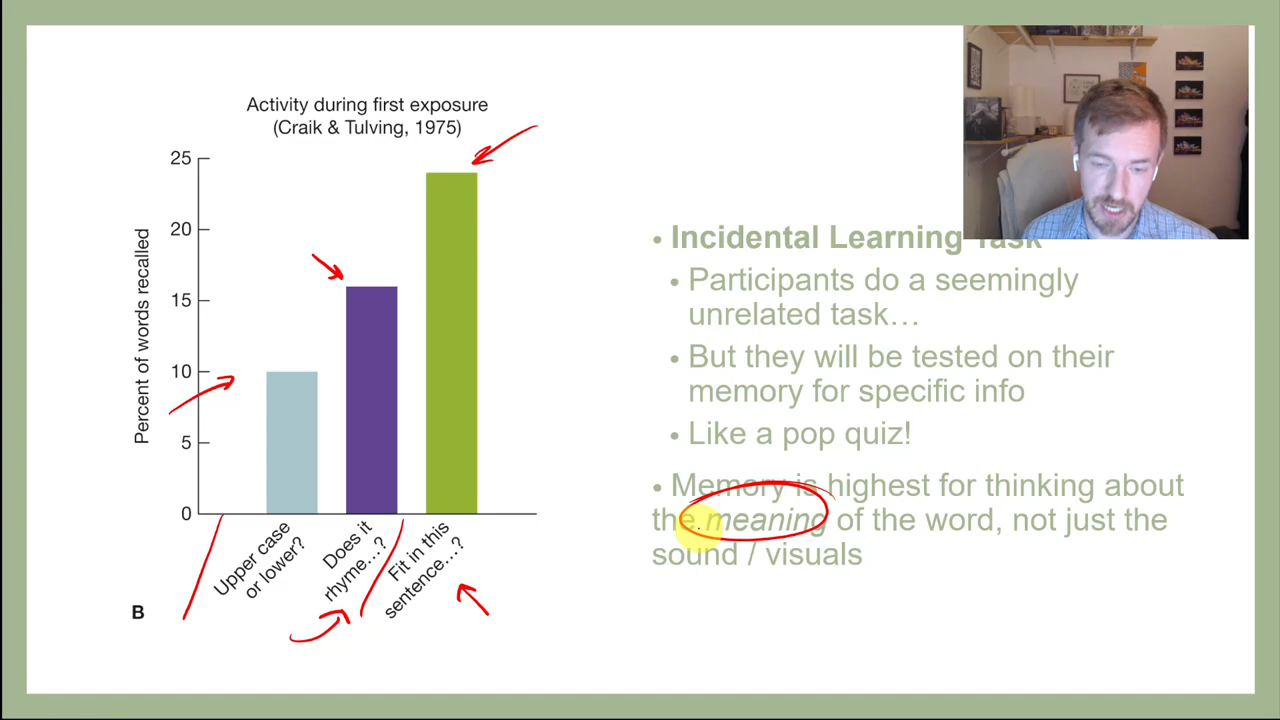 Activity during first exposure
(Craik & Tulving, 1975)
Percent of words recalled
25
20
15
10
5
0
Upper case
or lower?
Does it
rhyme…?
Fit in this
sentence…?
B
• Incidental Learning Task
• Participants do a seemingly
unrelated task…
• But they will be tested on their
memory for specific info
• Like a pop quiz!
• Memory is highest for thinking about
the meaning of the word, not just the
sound / visuals